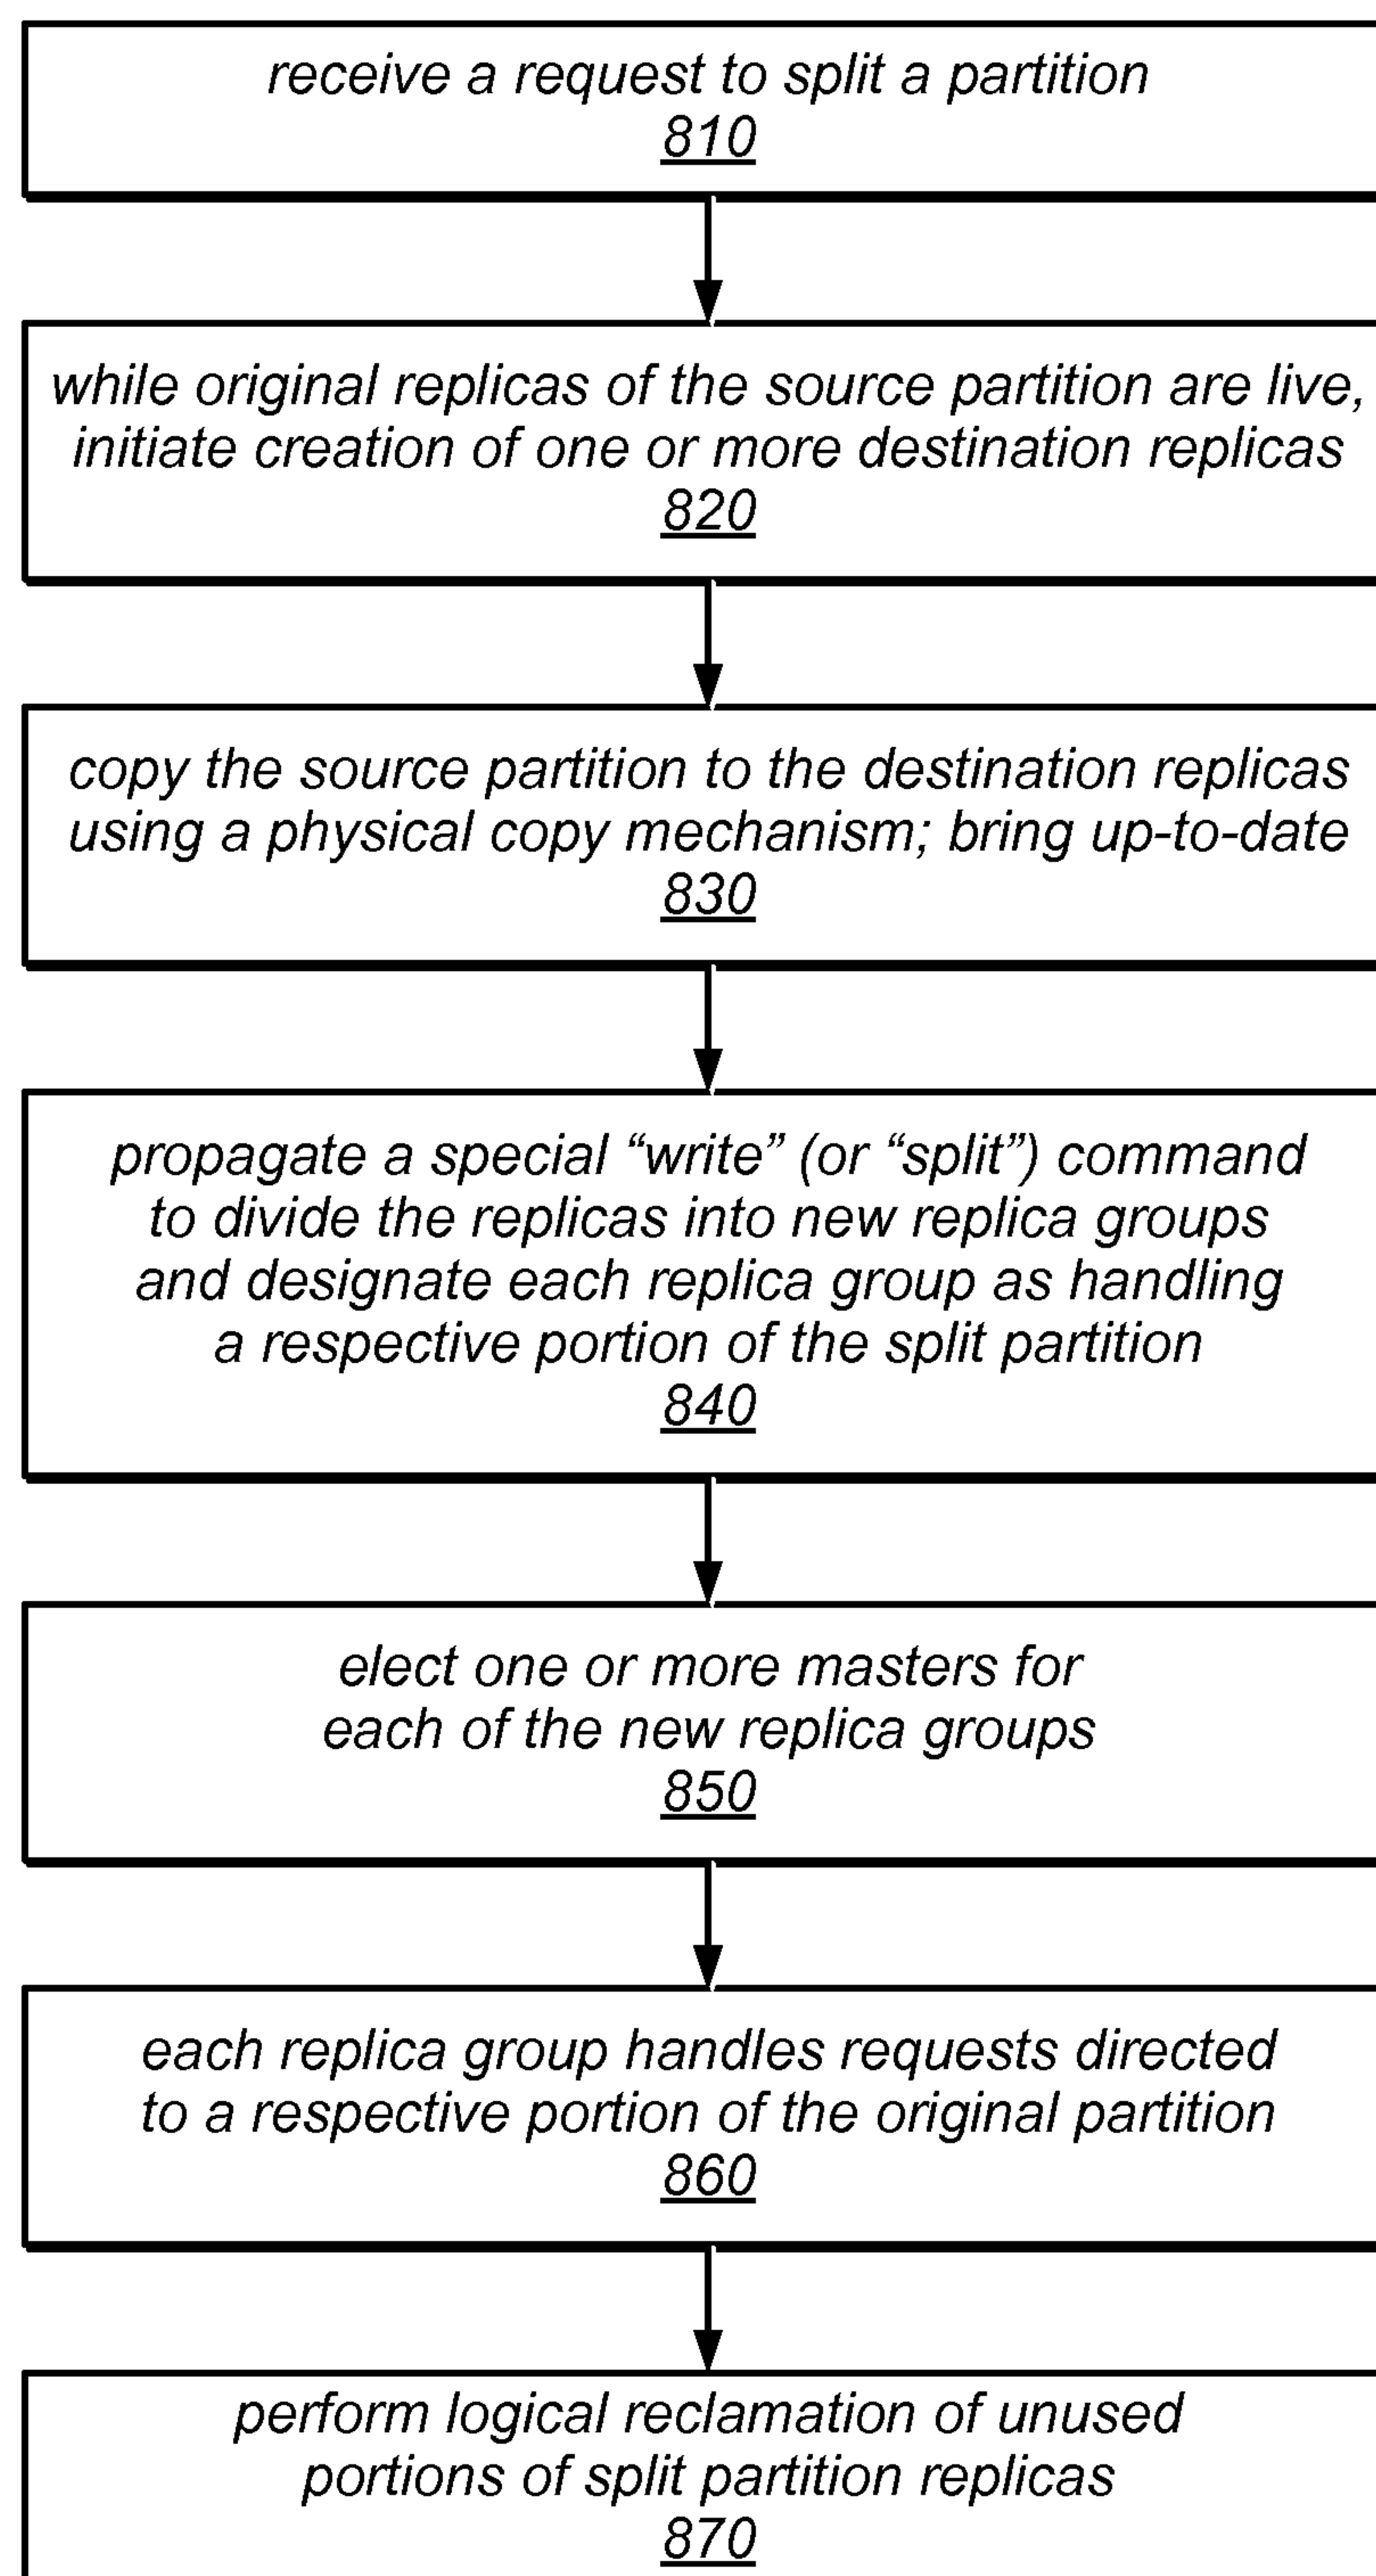 receive a request to split a partition
810
while original replicas of the source partition are live,
initiate creation of one or more destination replicas
820
copy the source partition to the destination replicas
using a physical copy mechanism; bring up-to-date
830
propagate a special “write” (or “split”) command
to divide the replicas into new replica groups
and designate each replica group as handling
a respective portion of the split partition
840
elect one or more masters for
each of the new replica groups
850
each replica group handles requests directed
to a respective portion of the original partition
860
perform logical reclamation of unused
portions of split partition replicas
870